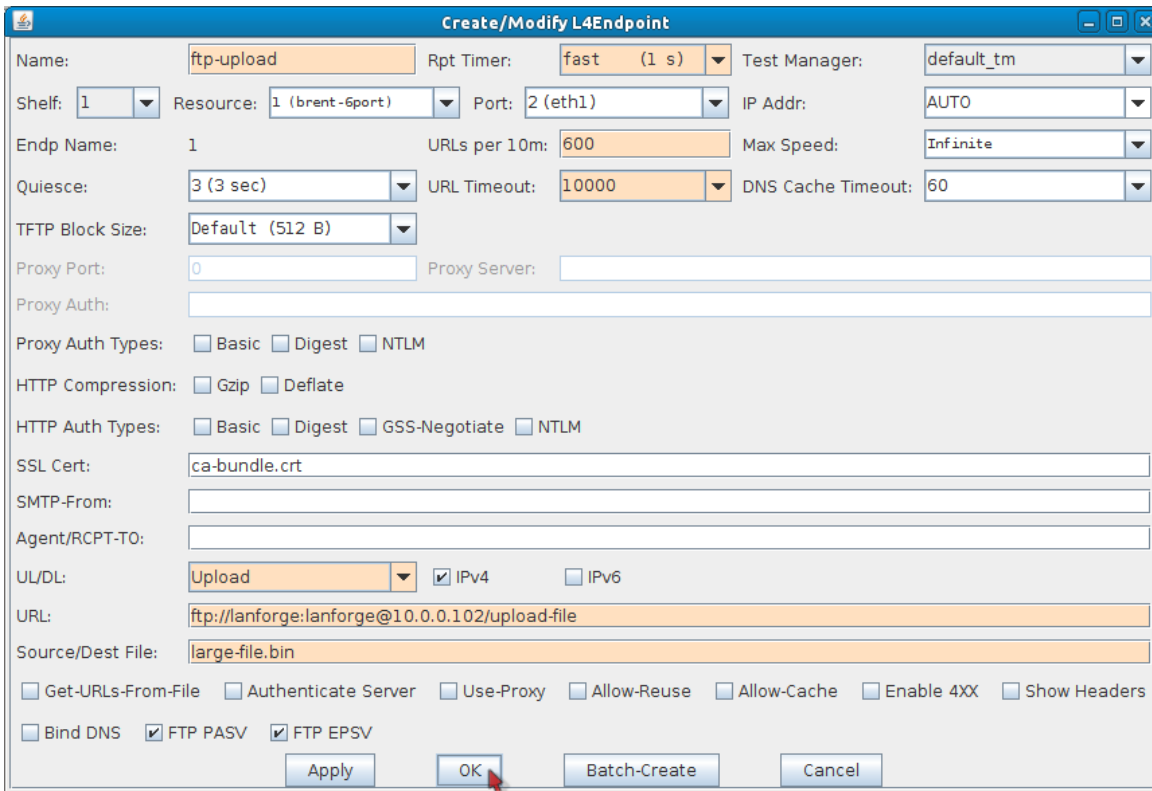 Create/Modify L4Endpoint
Name: ftp-upload Rpt Timer: fast (1 s) Test Manager: default_tm
Shelf: 1 Resource: 1 (brent-6port) Port: 2 (eth1) IP Addr: AUTO
Endp Name: 1 URLs per 10m: 600 Max Speed: Infinite
Quiesce: 3 (3 sec) URL Timeout: 10000 DNS Cache Timeout: 60
TFTP Block Size: Default (512 B)
Proxy Port: 0 Proxy Server:
Proxy Auth:
Proxy Auth Types: Basic Digest NTLM
HTTP Compression: Gzip Deflate
HTTP Auth Types: Basic Digest GSS-Negotiate NTLM
SSL Cert: ca-bundle.crt
SMTP-From:
Agent/RCPT-TO:
UL/DL: Upload IPv4 IPv6
URL: ftp://lanforge:lanforge@10.0.0.102/upload-file
Source/Dest File: large-file.bin
Get-URLs-From-File Authenticate Server Use-Proxy Allow-Reuse Allow-Cache Enable 4XX Show Headers
Bind DNS FTP PASV FTP EPSV
Apply OK Batch-Create Cancel